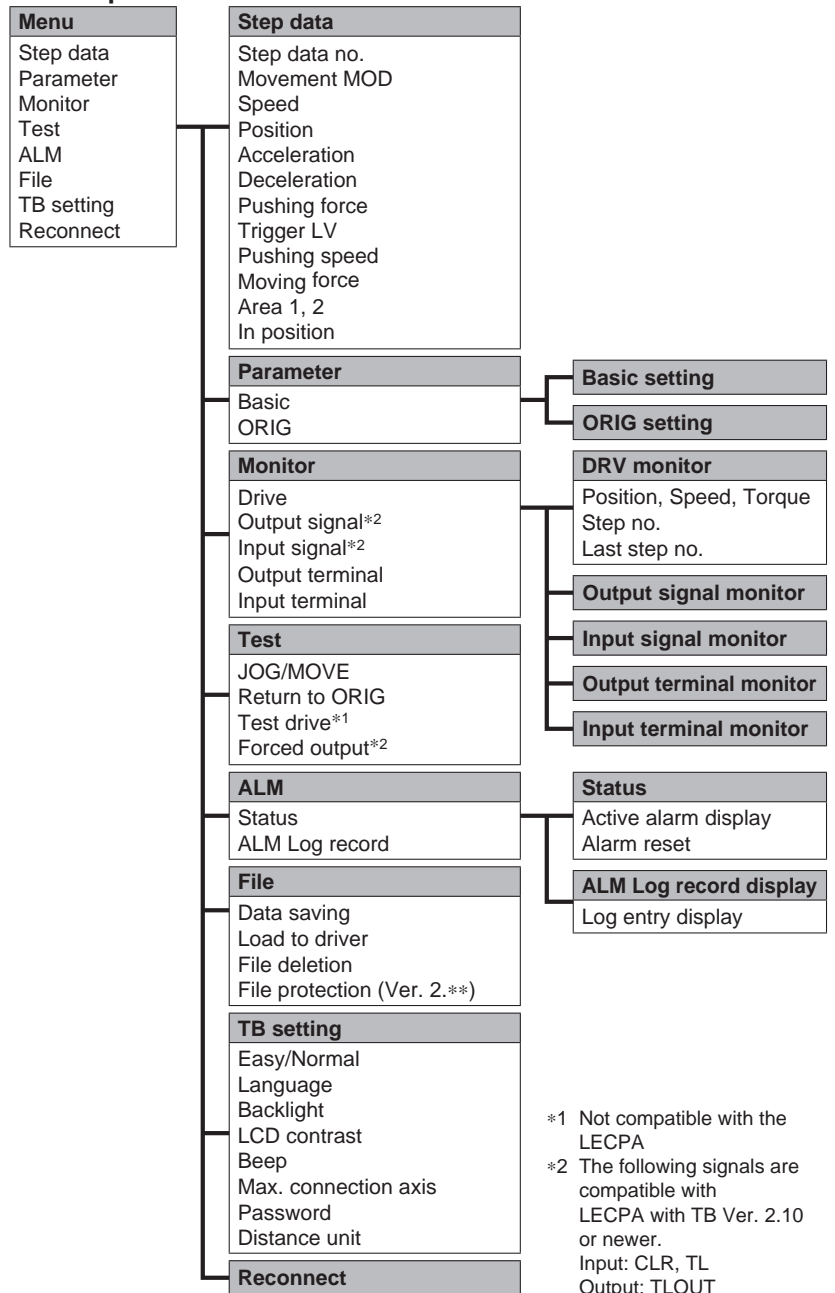 Menu
Step data
Parameter
Monitor
Test
ALM
File
TB setting
Reconnect
Step data
Step data no.
Movement MOD
Speed
Position
Acceleration
Deceleration
Pushing force
Trigger LV
Pushing speed
Moving force
Area 1, 2
In position
Parameter
Basic
ORIG
Basic setting
ORIG setting
Monitor
Drive
Output signal*2
Input signal*2
Output terminal
Input terminal
DRV monitor
Position, Speed, Torque
Step no.
Last step no.
Output signal monitor
Input signal monitor
Output terminal monitor
Input terminal monitor
Test
JOG/MOVE
Return to ORIG
Test drive*1
Forced output*2
ALM
Status
ALM Log record
Status
Active alarm display
Alarm reset
ALM Log record display
Log entry display
File
Data saving
Load to driver
File deletion
File protection (Ver. 2.**)
TB setting
Easy/Normal
Language
Backlight
LCD contrast
Beep
Max. connection axis
Password
Distance unit
Reconnect
*1 Not compatible with the
LECPA
*2 The following signals are
compatible with
LECPA with TB Ver. 2.10
or newer.
Input: CLR, TL
Output: TLOUT